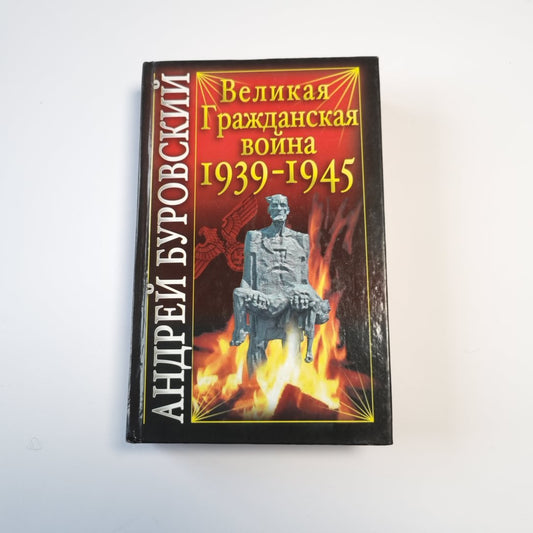 АНДРЕЙ БУРОВСКИЙ
Великая
Гражданская
война
1939-1945